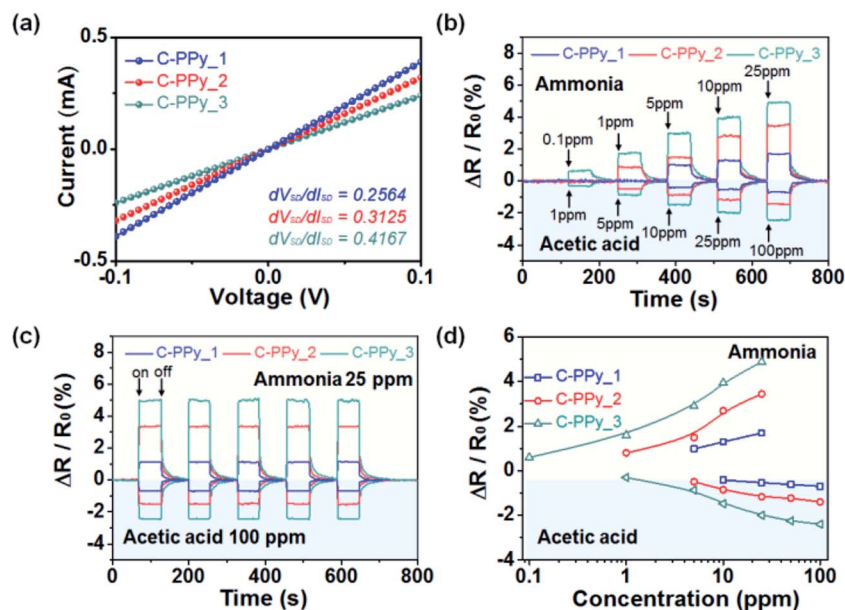 (a)
0.5
0.0
-0.5
Current (mA)
C-PPy_1
C-PPy_2
C-PPy_3
dV_SD/dI_SD = 0.2564
dV_SD/dI_SD = 0.3125
dV_SD/dI_SD = 0.4167
-0.1
0.0
0.1
Voltage (V)
(b)
8
6
4
2
0
-2
-4
ΔR / R0 (%)
C-PPy_1 C-PPy_2 C-PPy_3
Ammonia
0.1ppm
1ppm
5ppm
10ppm
25ppm
1ppm
5ppm
10ppm
25ppm
100ppm
Acetic acid
0 200 400 600 800
Time (s)
(c)
8
6
4
2
0
-2
-4
ΔR / R0 (%)
C-PPy_1 C-PPy_2 C-PPy_3
on off
Ammonia 25 ppm
Acetic acid 100 ppm
0 200 400 600 800
Time (s)
(d)
6
4
2
0
-2
-4
ΔR / R0 (%)
Ammonia
C-PPy_1
C-PPy_2
C-PPy_3
Acetic acid
0.1 1 10 100
Concentration (ppm)